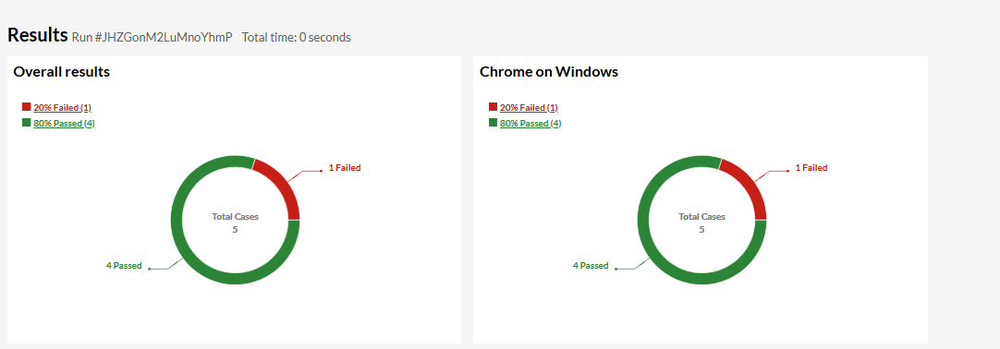 Results Run #JHZGonM2LuMnoYhmP Total time: 0 seconds
Overall results
20% Failed (1)
80% Passed (4)
1 Failed
Total Cases
5
4 Passed
Chrome on Windows
20% Failed (1)
80% Passed (4)
1 Failed
Total Cases
5
4 Passed